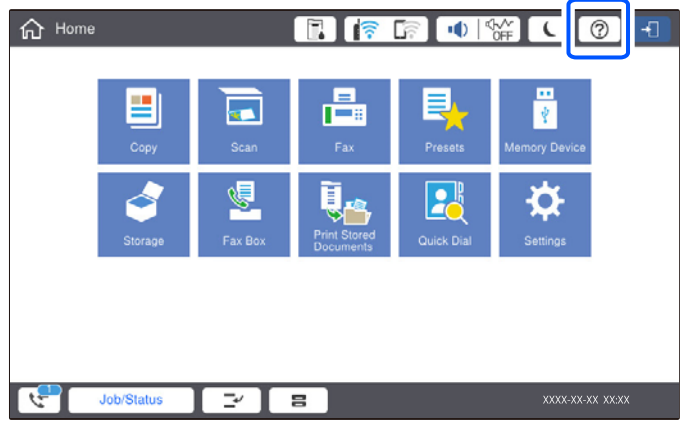 Home
OFF
?
Copy
Scan
Fax
Presets
Memory Device
Storage
Fax Box
Print Stored
Documents
Quick Dial
Settings
1
Job/Status
XXXX-XX-XX XX:XX